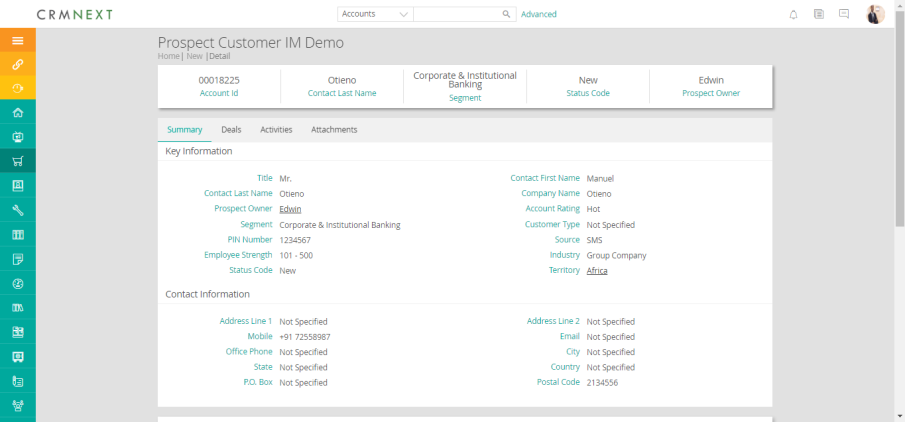 CRMNEXT
Accounts
Advanced
Prospect Customer IM Demo
Home| New |Detail
00018225
Account Id
Otieno
Contact Last Name
Corporate & Institutional
Banking
Segment
New
Status Code
Edwin
Prospect Owner
Summary Deals Activities Attachments
Key Information
Title Mr. Contact First Name Manuel
Contact Last Name Otieno Company Name Otieno
Prospect Owner Edwin Account Rating Hot
Segment Corporate & Institutional Banking Customer Type Not Specified
PIN Number 1234567 Source SMS
Employee Strength 101 - 500 Industry Group Company
Status Code New Territory Africa
Contact Information
Address Line 1 Not Specified Address Line 2 Not Specified
Mobile +91 72558987 Email Not Specified
Office Phone Not Specified City Not Specified
State Not Specified Country Not Specified
P.O. Box Not Specified Postal Code 2134556